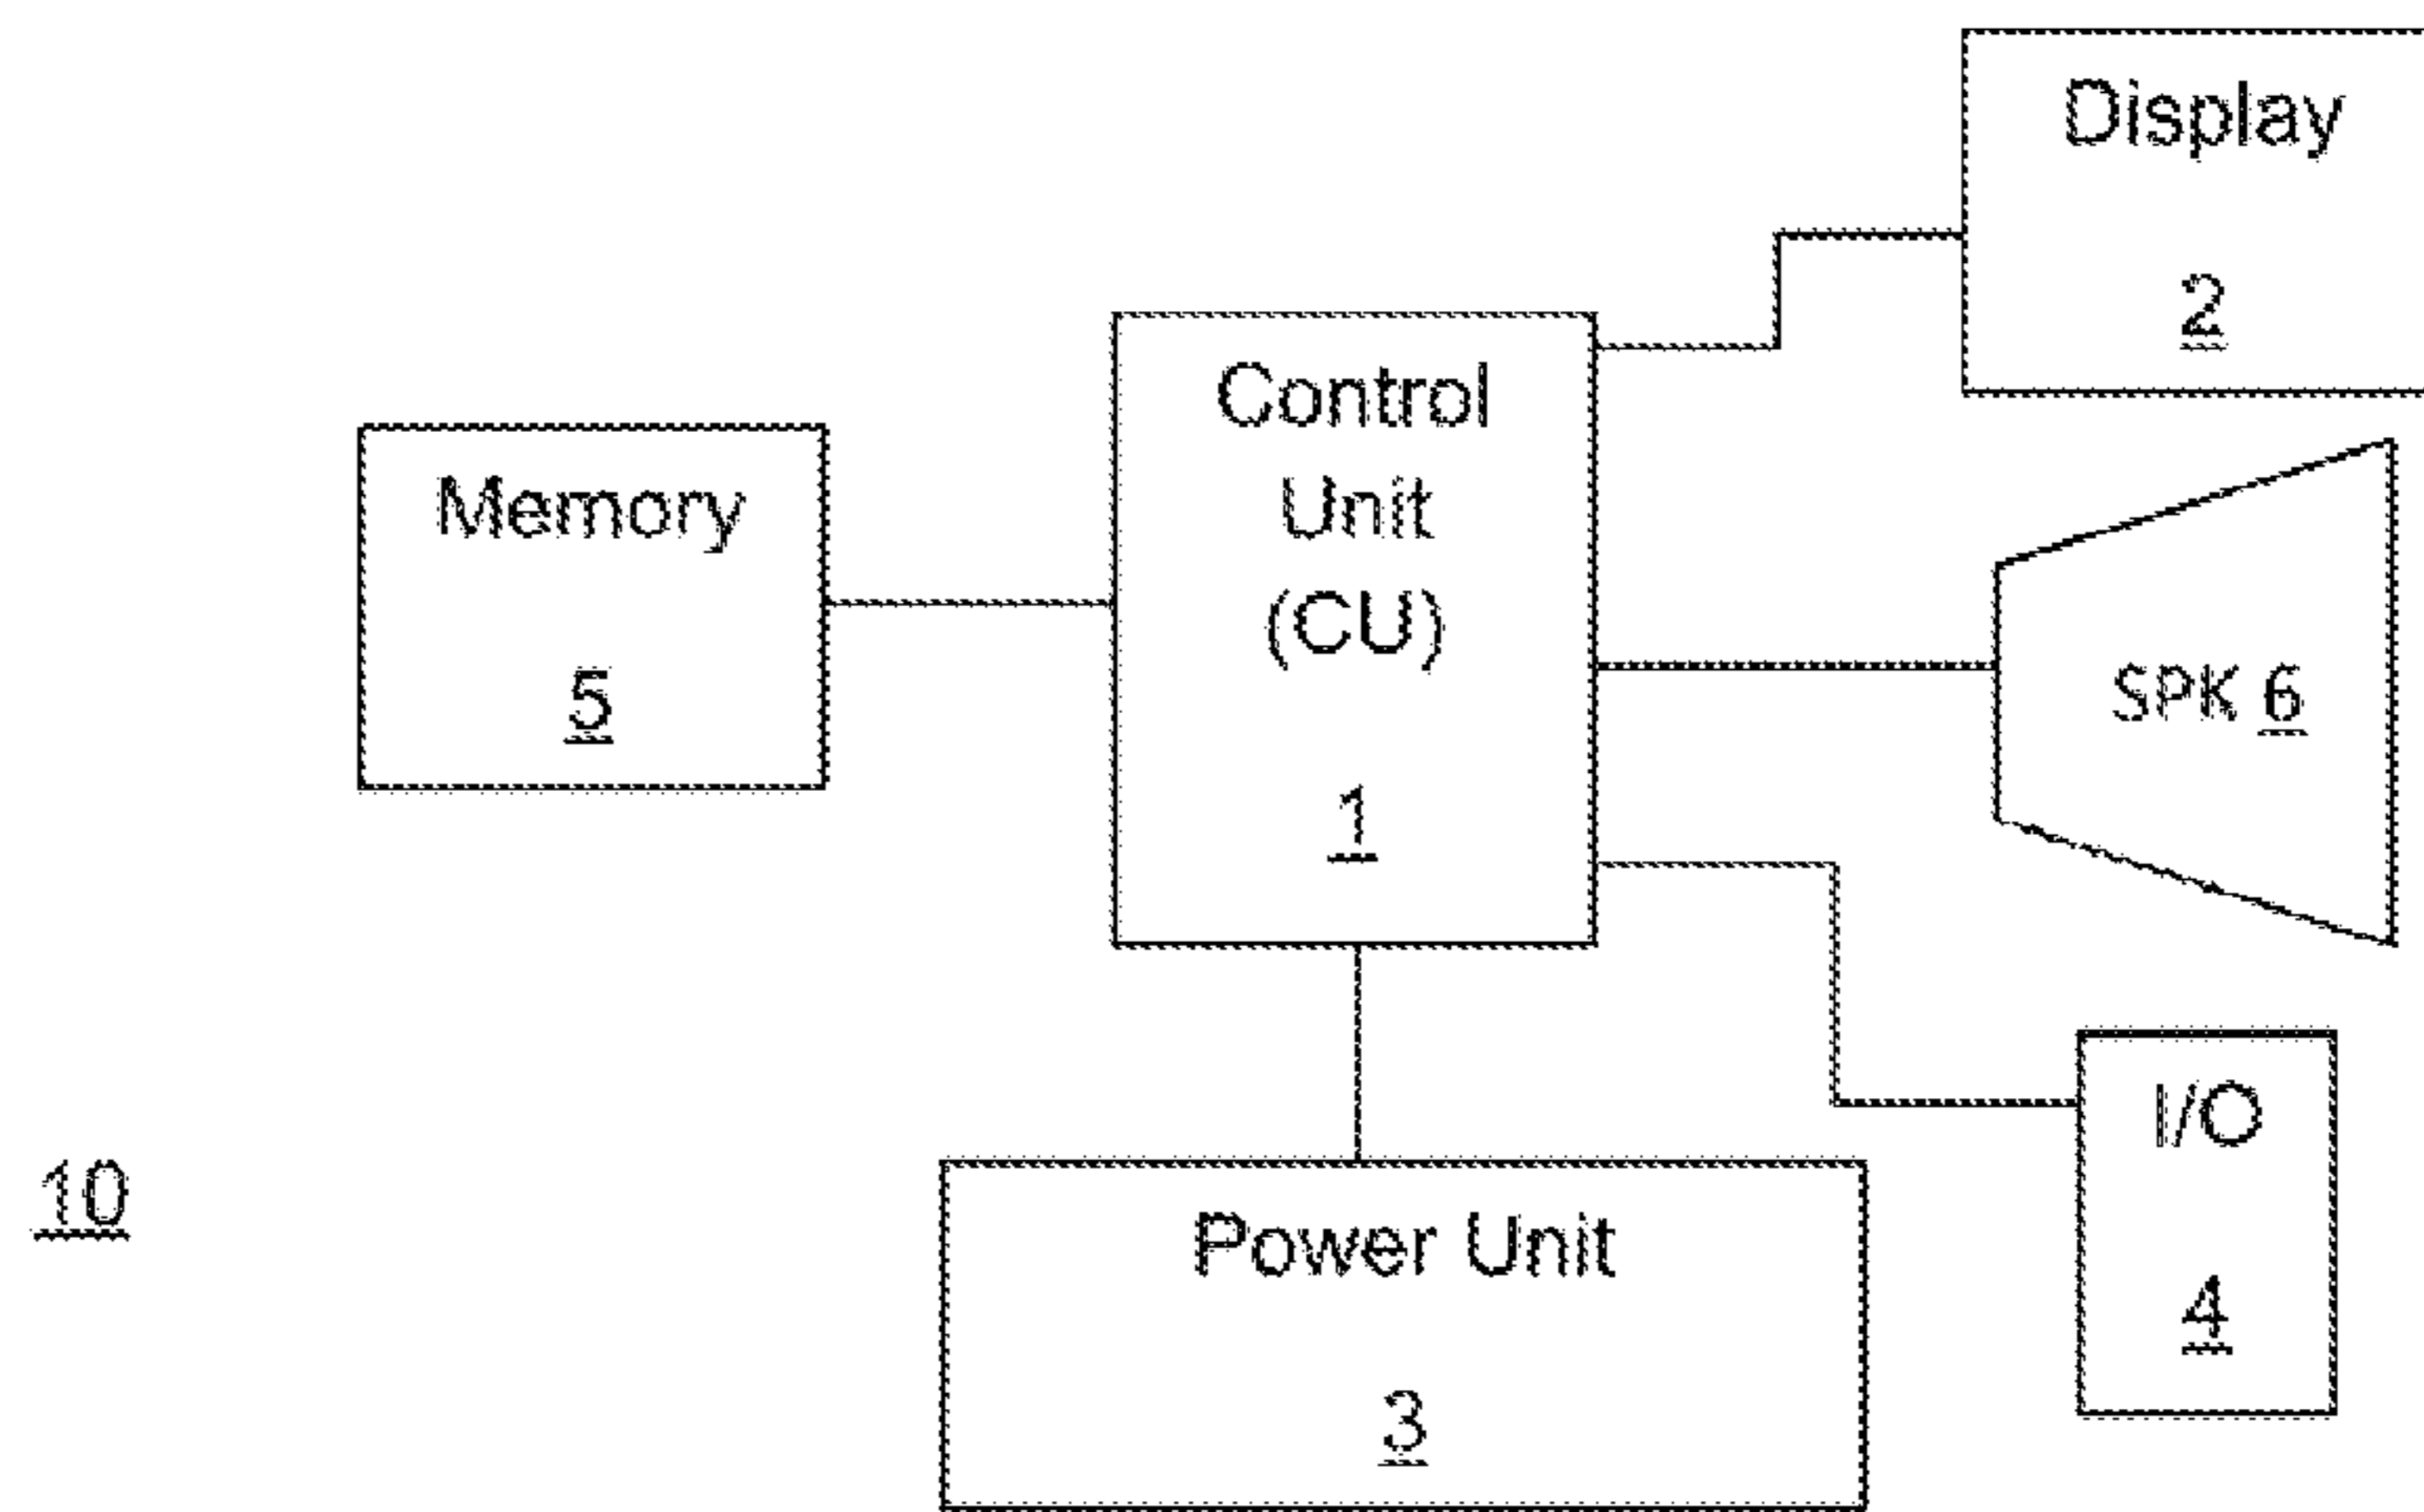 Display
2
Control
Unit
(CU)
1
Memory
5
SPK 6
I/O
4
Power Unit
3
10